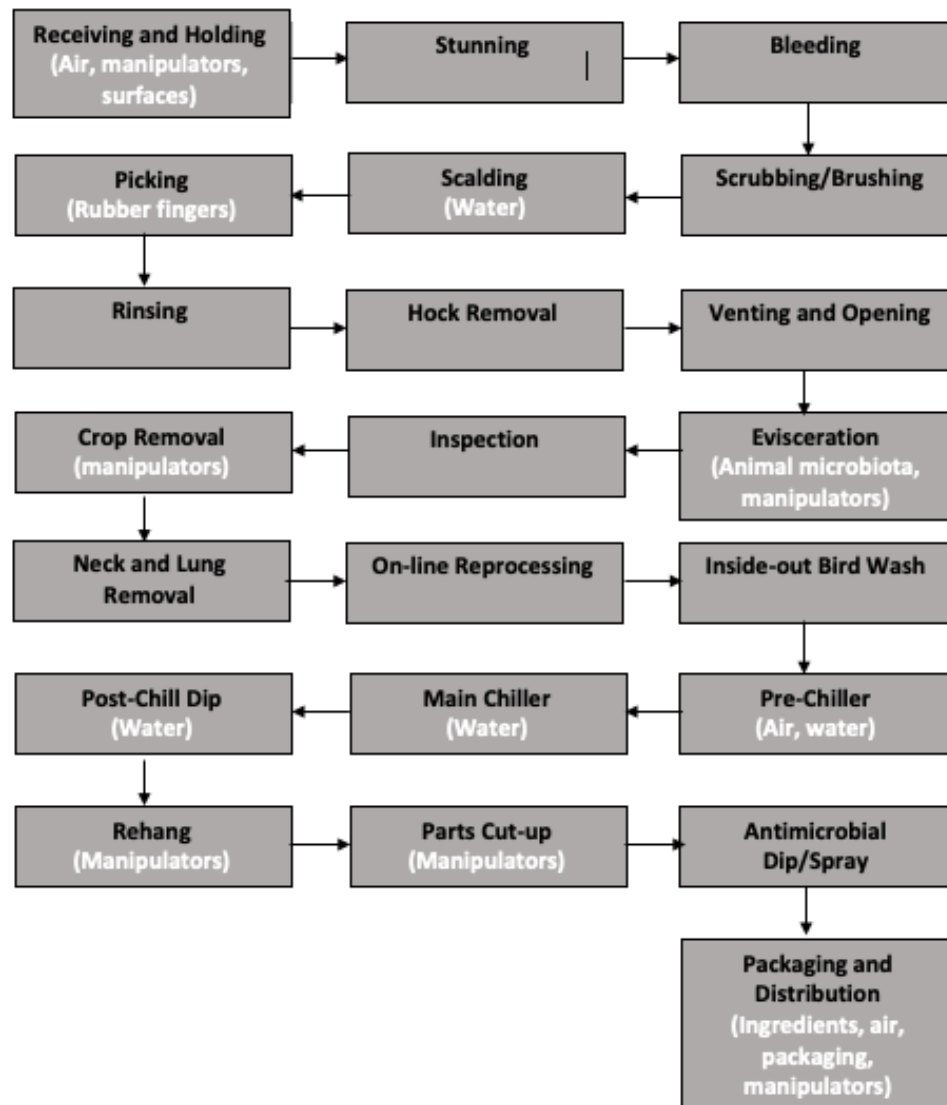 Receiving and Holding
(Air, manipulators,
surfaces)
Stunning
Bleeding
Scrubbing/Brushing
Scalding
(Water)
Picking
(Rubber fingers)
Rinsing
Hock Removal
Venting and Opening
Evisceration
(Animal microbiota,
manipulators)
Inspection
Crop Removal
(manipulators)
Neck and Lung
Removal
On-line Reprocessing
Inside-out Bird Wash
Pre-Chiller
(Air, water)
Main Chiller
(Water)
Post-Chill Dip
(Water)
Rehang
(Manipulators)
Parts Cut-up
(Manipulators)
Antimicrobial
Dip/Spray
Packaging and
Distribution
(Ingredients, air,
packaging,
manipulators)